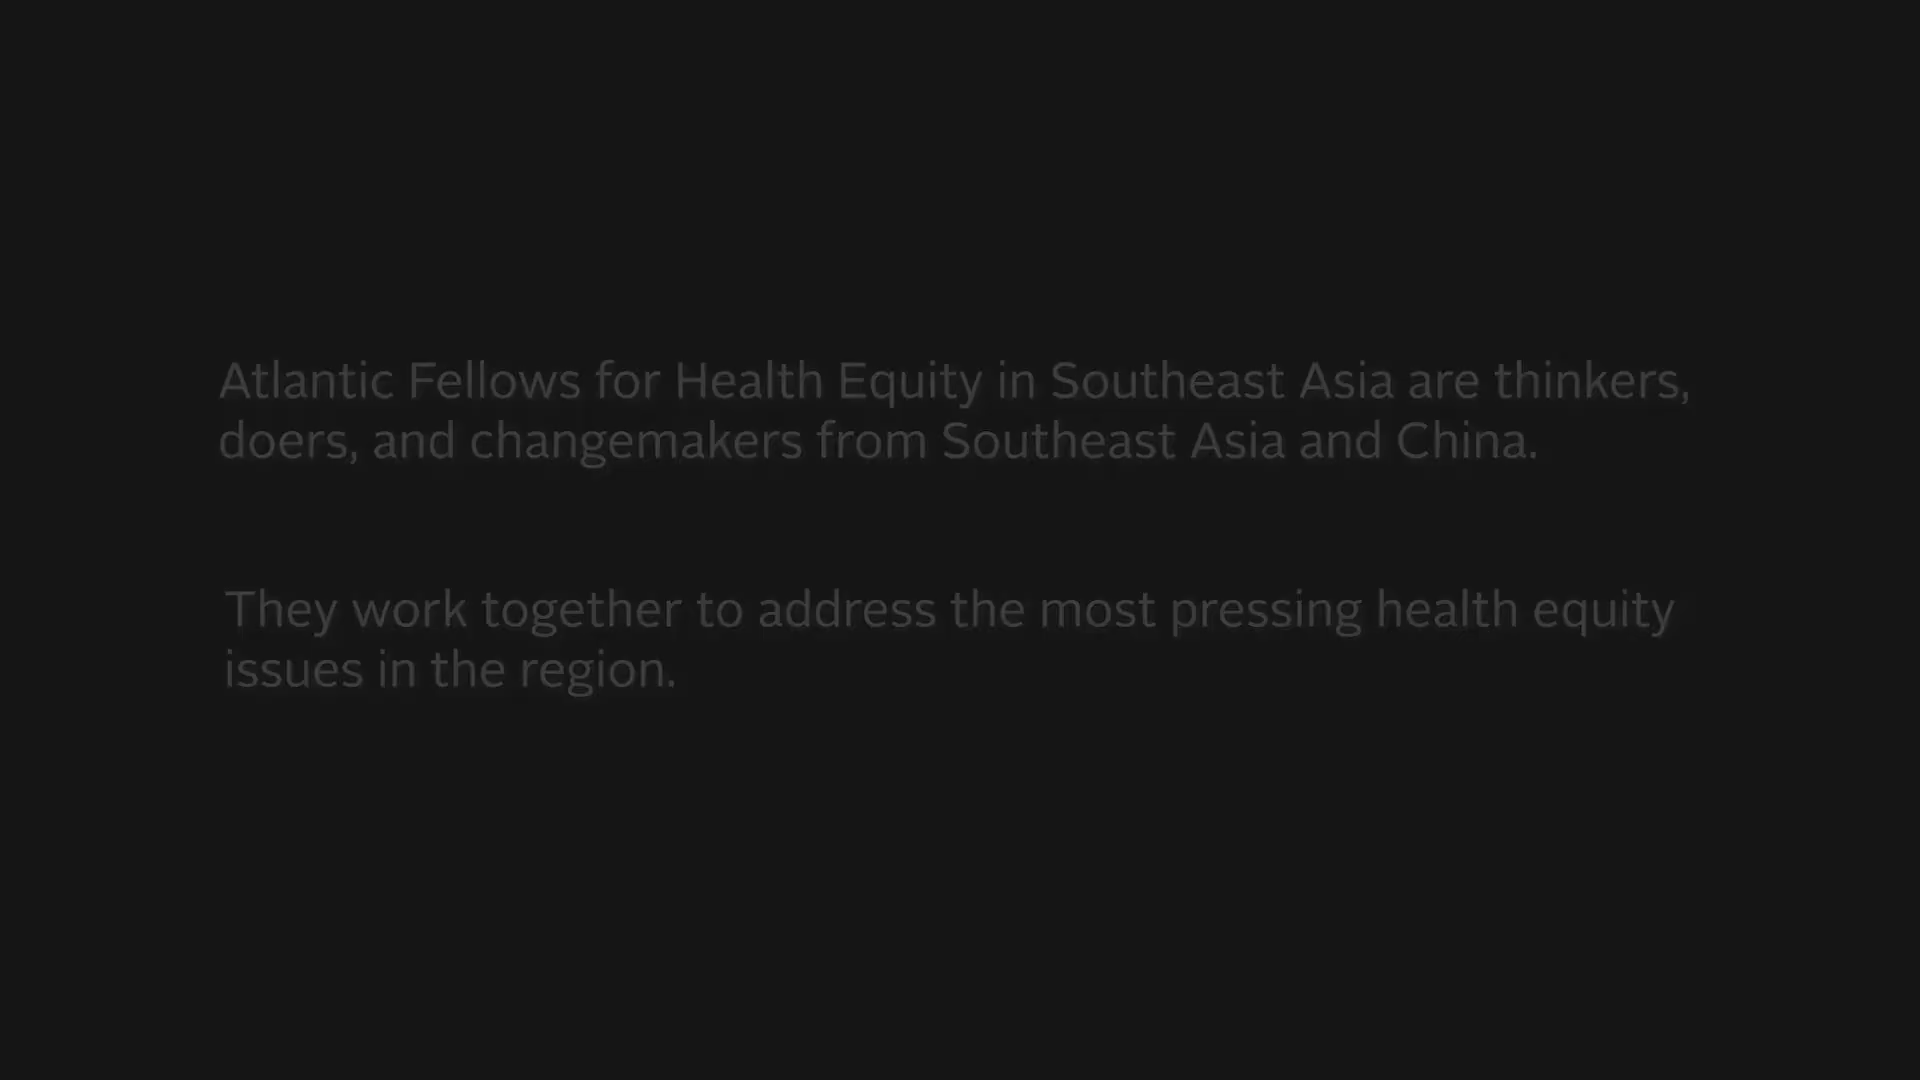 Atlantic Fellows for Health Equity in Southeast Asia are thinkers,
doers, and changemakers from Southeast Asia and China.
They work together to address the most pressing health equity
issues in the region.